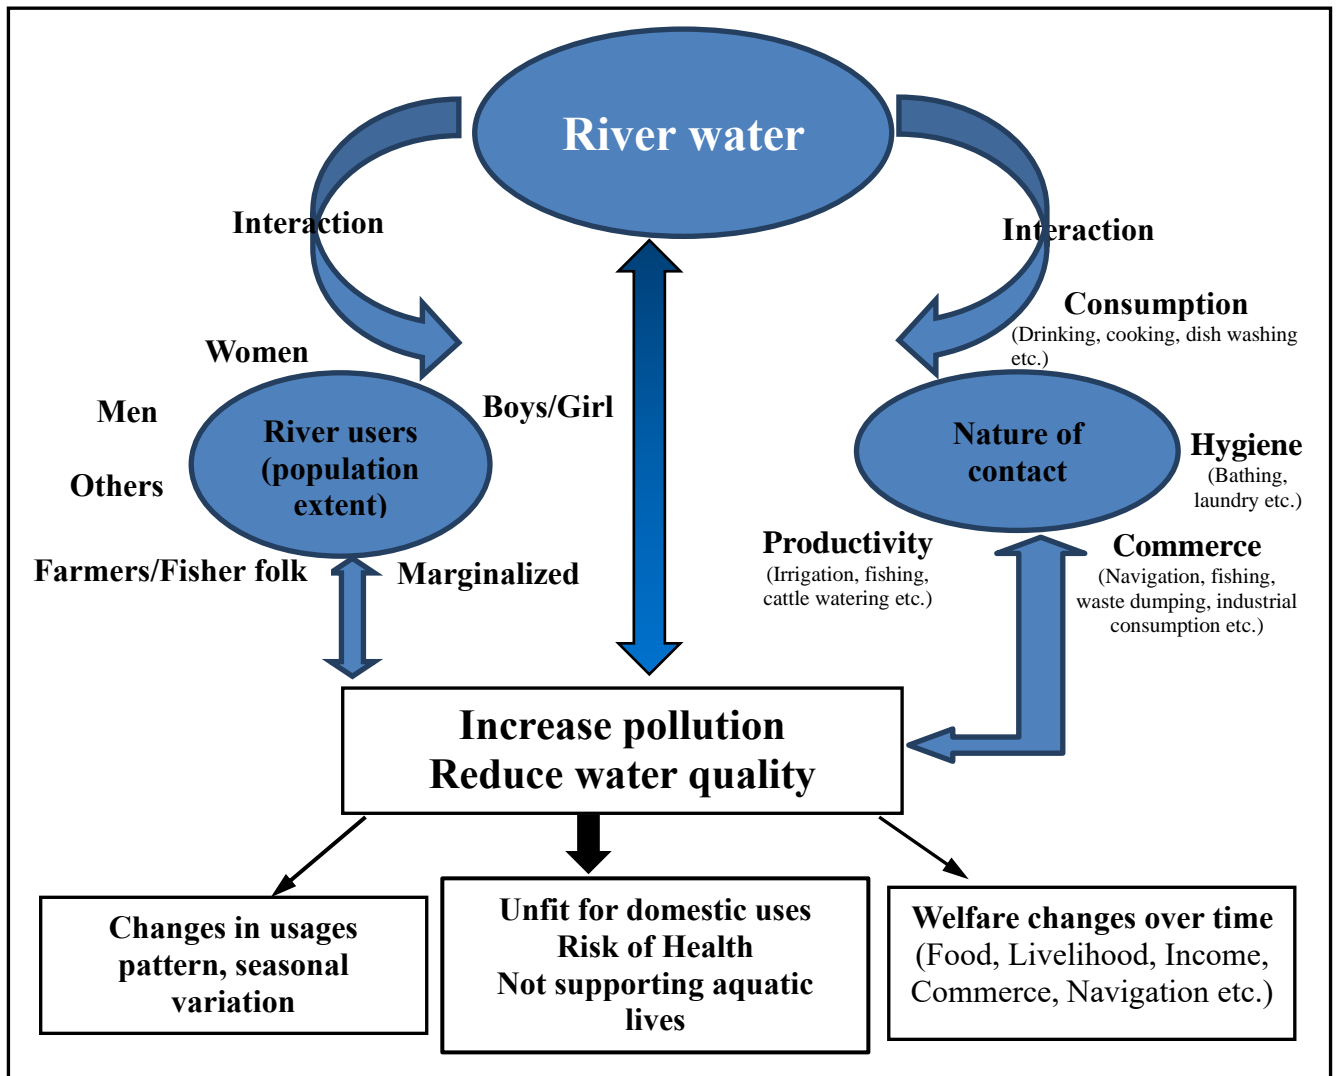 River water
Interaction
Interaction
Consumption
(Drinking, cooking, dish washing
etc.)
Women
Men
Boys/Girl
River users
(population
extent)
Others
Farmers/Fisher folk
Marginalized
Nature of
contact
Hygiene
(Bathing,
laundry etc.)
Productivity
(Irrigation, fishing,
cattle watering etc.)
Commerce
(Navigation, fishing,
waste dumping, industrial
consumption etc.)
Increase pollution
Reduce water quality
Changes in usages
pattern, seasonal
variation
Unfit for domestic uses
Risk of Health
Not supporting aquatic
lives
Welfare changes over time
(Food, Livelihood, Income,
Commerce, Navigation etc.)